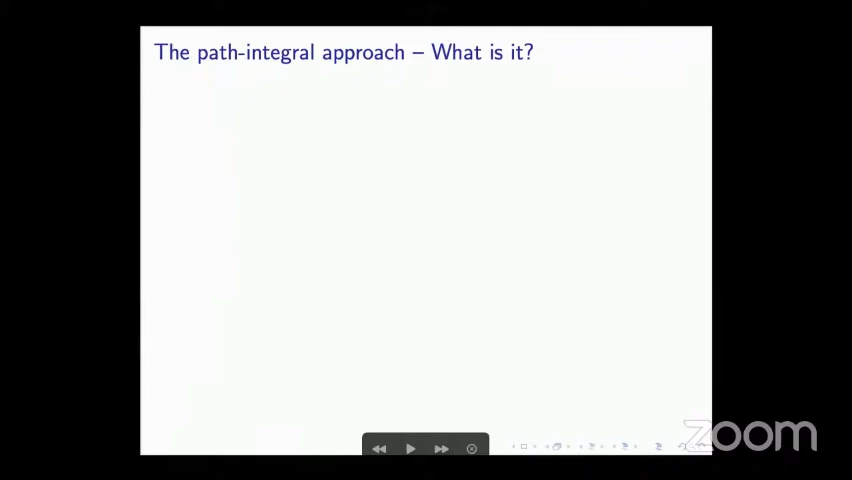 The path-integral approach – What is it?
zoom